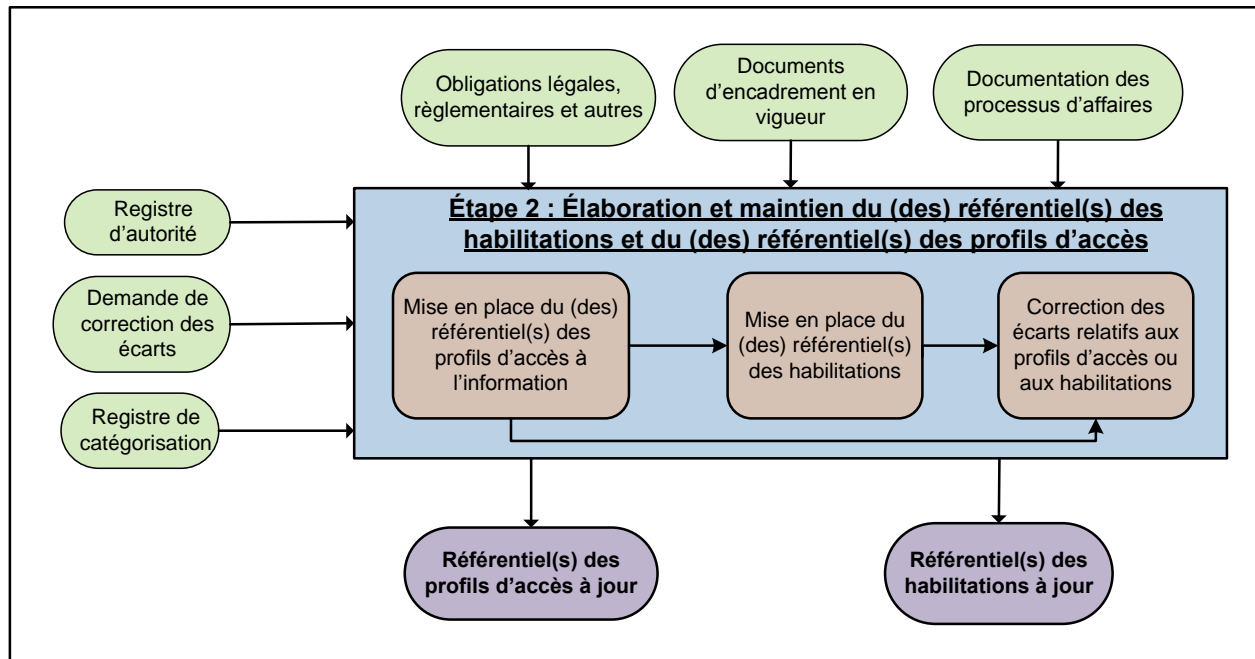 Obligations légales,
règlementaires et autres
Documents
d'encadrement en
vigueur
Documentation des
processus d'affaires
Registre
d'autorité
Demande de
correction des
écarts
Registre de
catégorisation
Étape 2 : Élaboration et maintien du (des) référentiel(s) des
habilitations et du (des) référentiel(s) des profils d'accès
Mise en place du (des)
référentiel(s) des
profils d'accès à
l'information
Mise en place du
(des) référentiel(s)
des habilitations
Correction des
écarts relatifs aux
profils d'accès ou
aux habilitations
Référentiel(s) des
profils d'accès à jour
Référentiel(s) des
habilitations à jour